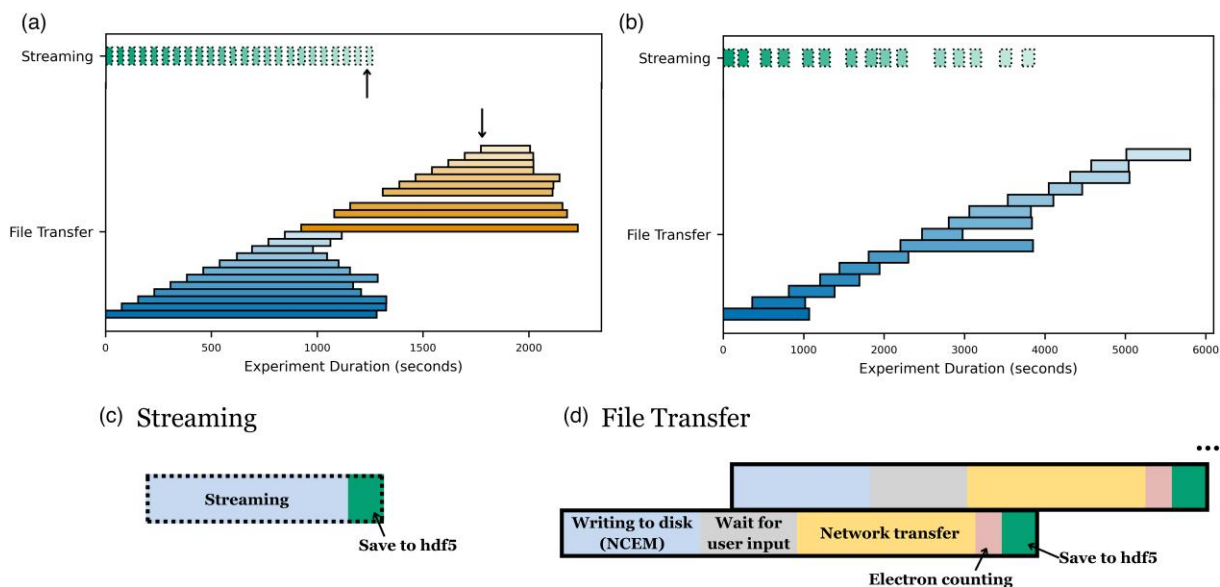 (a)
Streaming
File Transfer
0 500 1000 1500 2000
Experiment Duration (seconds)
(b)
Streaming
File Transfer
0 1000 2000 3000 4000 5000 6000
Experiment Duration (seconds)
(c) Streaming
Streaming
Save to hdf5
(d) File Transfer
...
Writing to disk
(NCEM)
Wait for
user input
Network transfer
Save to hdf5
Electron counting